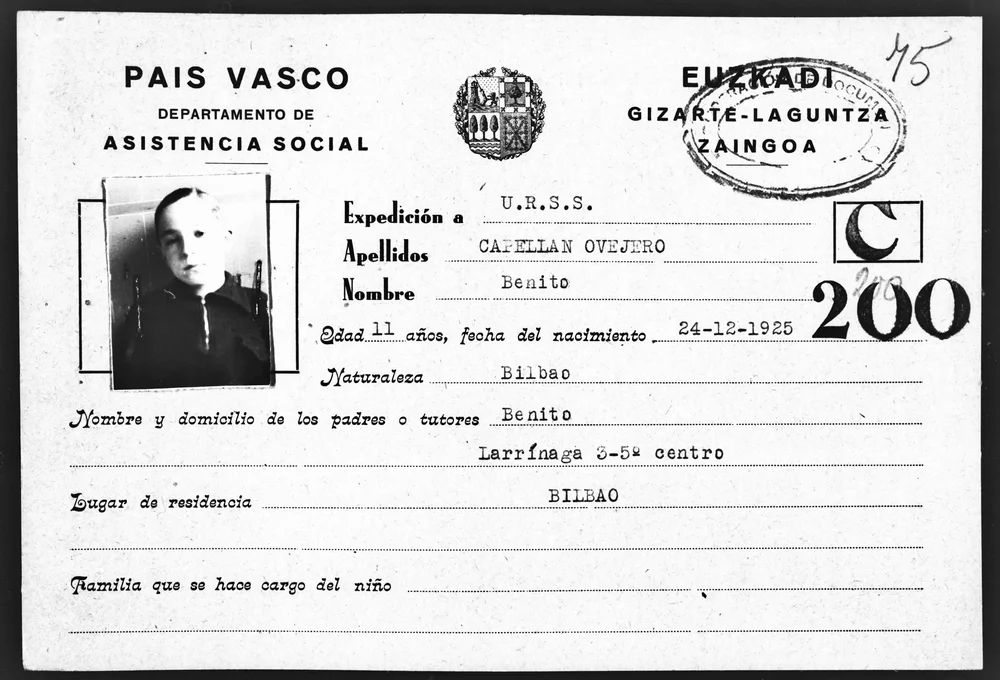 PAIS VASCO
DEPARTAMENTO DE
ASISTENCIA SOCIAL
EUZKADI
GIZARTE-LAGUNTZA
ZAINGOA
75
Expedición a U.R.S.S.
C
Apellidos CAPELLAN OVEJERO
Nombre Benito
200
200
Edad 11 años, fecha del nacimiento 24-12-1925
Naturaleza Bilbao
Nombre y domicilio de los padres o tutores Benito
Larrínaga 3-5º centro
Lugar de residencia BILBAO
Familia que se hace cargo del niño